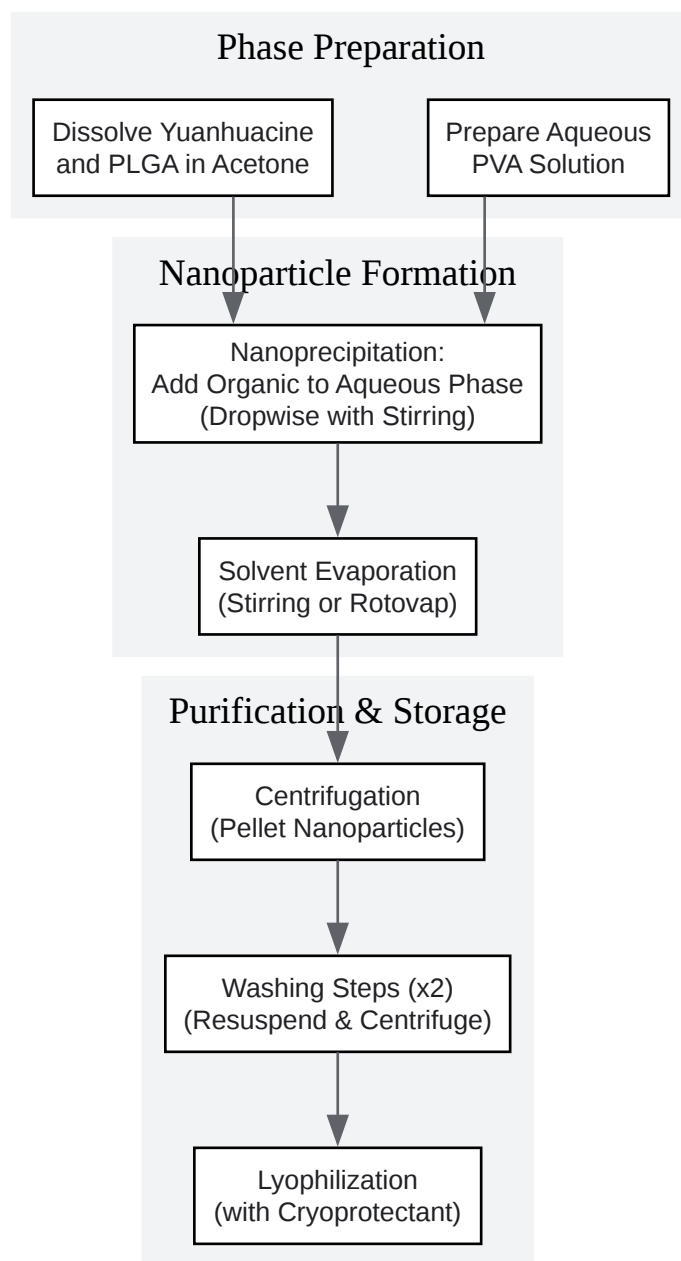 Phase Preparation
Dissolve Yuanhuacine
and PLGA in Acetone
Prepare Aqueous
PVA Solution
Nanoparticle Formation
Nanoprecipitation:
Add Organic to Aqueous Phase
(Dropwise with Stirring)
Solvent Evaporation
(Stirring or Rotovap)
Purification & Storage
Centrifugation
(Pellet Nanoparticles)
Washing Steps (x2)
(Resuspend & Centrifuge)
Lyophilization
(with Cryoprotectant)